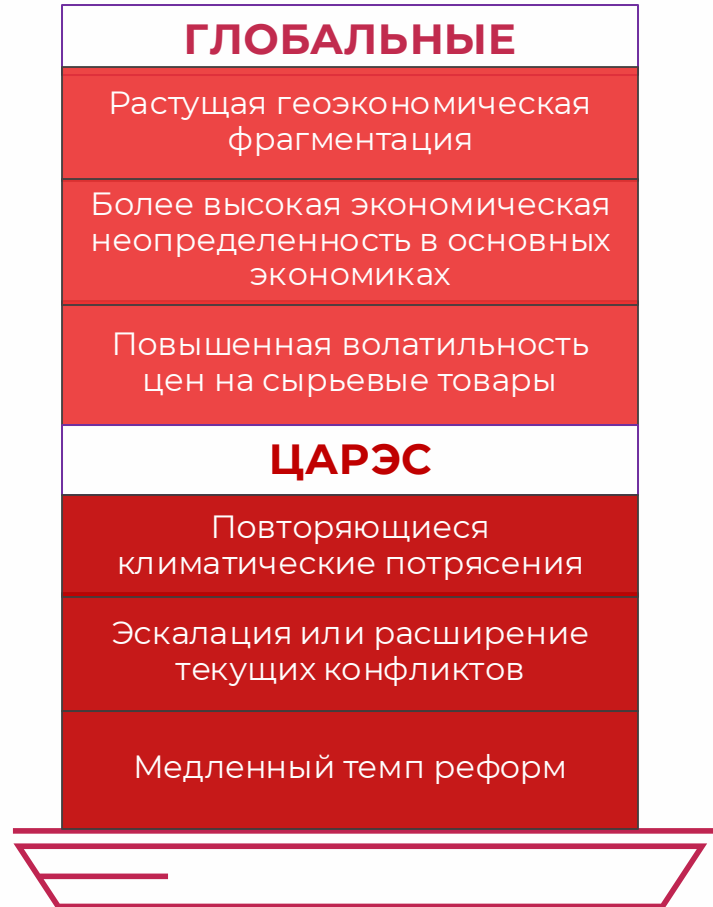 ГЛОБАЛЬНЫЕ
Растущая геоэкономическая
фрагментация
Более высокая экономическая
неопределенность в основных
экономиках
Повышенная волатильность
цен на сырьевые товары
ЦАРЭС
Повторяющиеся
климатические потрясения
Эскалация или расширение
текущих конфликтов
Медленный темп реформ